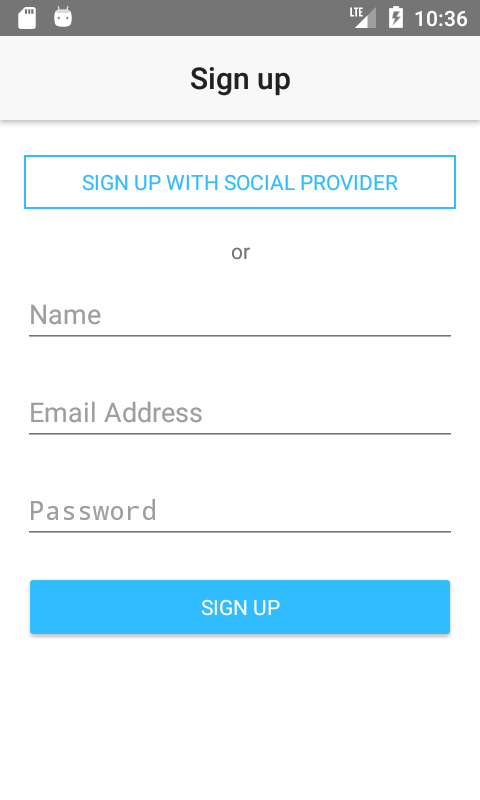 LTE 10:36
Sign up
SIGN UP WITH SOCIAL PROVIDER
or
Name
Email Address
Password
SIGN UP